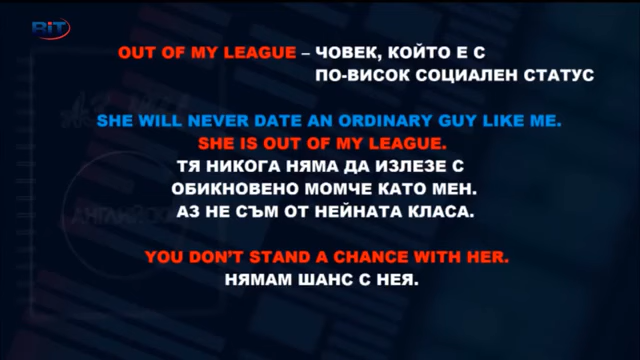 BiT
OUT OF MY LEAGUE – ЧОВЕК, КОЙТО Е С
ПО-ВИСОК СОЦИАЛЕН СТАТУС
SHE WILL NEVER DATE AN ORDINARY GUY LIKE ME.
SHE IS OUT OF MY LEAGUE.
ТЯ НИКОГА НЯМА ДА ИЗЛЕЗЕ С
ОБИКНОВЕНО МОМЧЕ КАТО МЕН.
АЗ НЕ СЪМ ОТ НЕЙНАТА КЛАСА.
YOU DON'T STAND A CHANCE WITH HER.
НЯМАМ ШАНС С НЕЯ.